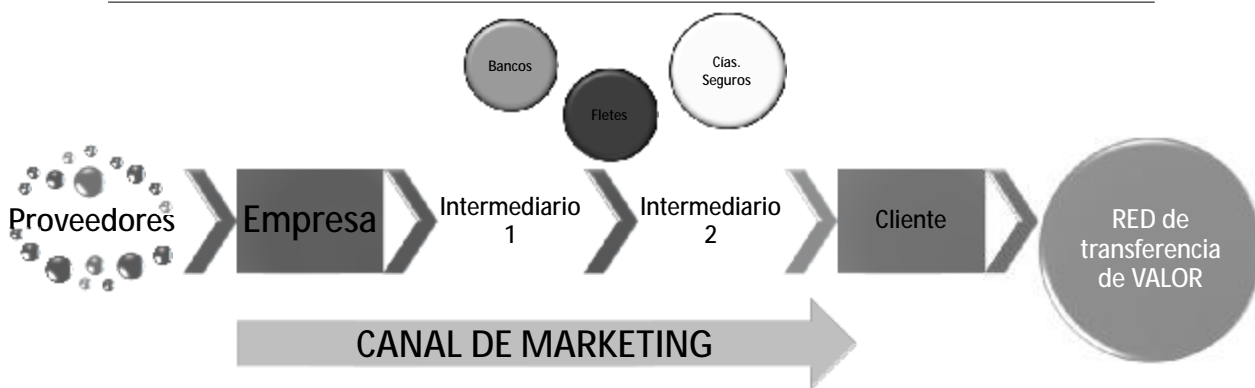 Bancos
Cías.
Seguros
Fletes
Proveedores
Empresa
Intermediario
1
Intermediario
2
Cliente
RED de
transferencia
de VALOR
CANAL DE MARKETING